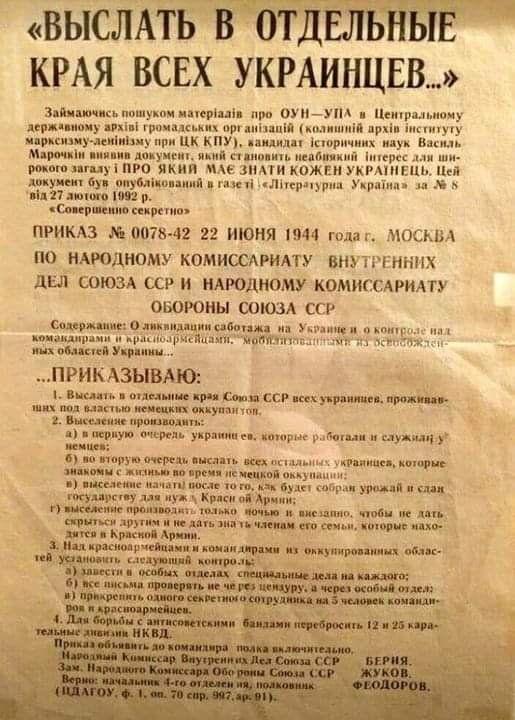 «ВЫСЛАТЬ В ОТДЕЛЬНЫЕ
КРАЯ ВСЕХ УКРАИНЦЕВ...»
Займаючись пошуком матеріалів про ОУН—УПА в Центральному
державному архіві громадських організацій (колишній архів інституту
марксизму-ленінізму при ЦК КПУ), кандидат історичних наук Василь
Марочкін виявив документ, який становить неабиякий інтерес для ши-
рокого загалу і ПРО ЯКИЙ МАЄ ЗНАТИ КОЖЕН УКРАЇНЕЦЬ. Цей
документ був опублікований в газеті «Літературна Україна» за № 8
від 27 лютого 1992 р.
«Совершенно секретно»
ПРИКАЗ № 0078-42 22 ИЮНЯ 1944 года г. МОСКВА
ПО НАРОДНОМУ КОМИССАРИАТУ ВНУТРЕННИХ
ДЕЛ СОЮЗА ССР И НАРОДНОМУ КОМИССАРИАТУ
ОБОРОНЫ СОЮЗА ССР
Содержание: О ликвидации саботажа на Украине и о контроле над
командирами и красноармейцами, мобилизованными из освобожден-
ных областей Украины...
...ПРИКАЗЫВАЮ:
1. Выслать в отдельные края Союза ССР всех украинцев, проживав-
ших под властью немецких оккупантов.
2. Выселение производить:
а) в первую очередь украинцев, которые работали и служили у
немцев;
б) во вторую очередь выслать всех остальных украинцев, которые
знакомы с жизнью во время немецкой оккупации;
в) выселение начать после того, как будет собран урожай и сдан
государству для нужд Красной Армии;
г) выселение производить только ночью и внезапно, чтобы не дать
скрыться другим и не дать знать членам его семьи, которые нахо-
дятся в Красной Армии.
3. Над красноармейцами и командирами из оккупированных облас-
тей установить следующий контроль:
а) завести в особых отделах специальные дела на каждого;
б) все письма проверять не через цензуру, а через особый отдел;
в) прикрепить одного секретного сотрудника на 5 человек команди-
ров и красноармейцев.
4. Для борьбы с антисоветскими бандами перебросить 12 и 25 кара-
тельные дивизии НКВД.
Приказ объявить до командира полка включительно.
Народный Комиссар Внутренних Дел Союза ССР БЕРИЯ.
Зам. Народного Комиссара Обороны Союза ССР ЖУКОВ.
Верно: начальник 4-го отделения, полковник ФЕДОРОВ.
(ЦДАГОУ, ф. 1, оп. 70 спр. 997, ар. 91).